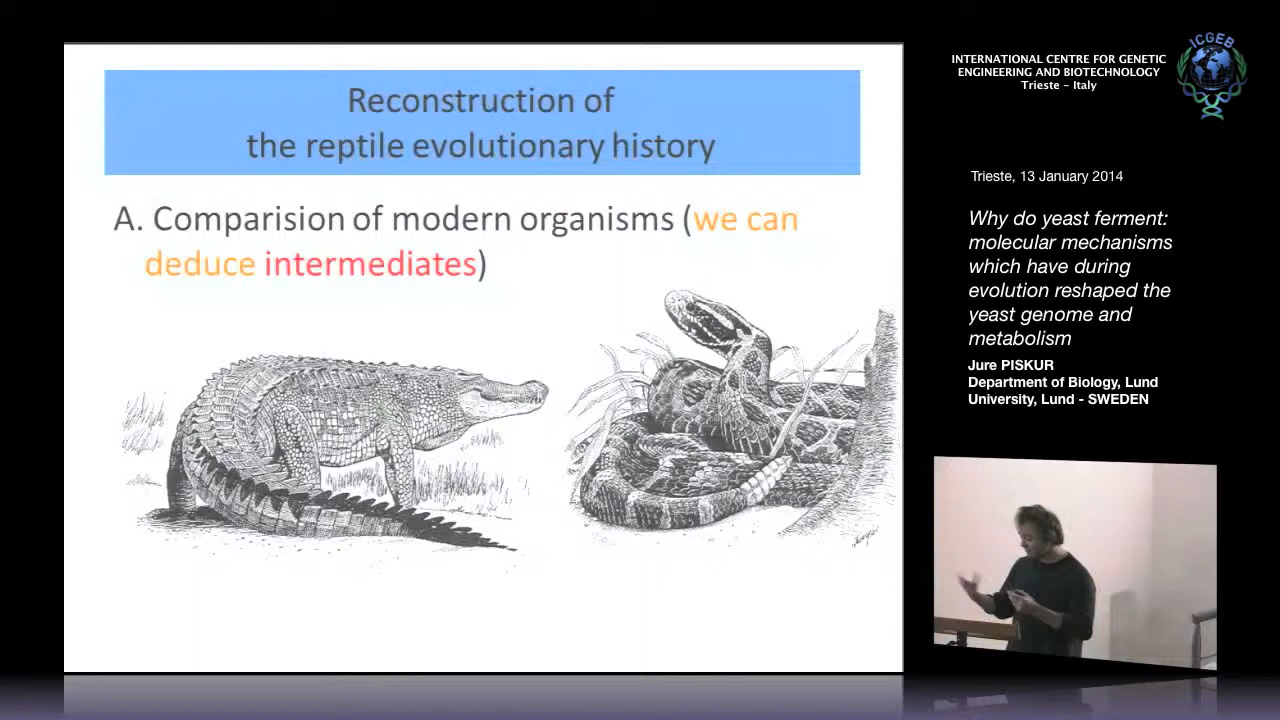 Reconstruction of
the reptile evolutionary history
A. Comparision of modern organisms (we can
deduce intermediates)
ICGEB
INTERNATIONAL CENTRE FOR GENETIC
ENGINEERING AND BIOTECHNOLOGY
Trieste - Italy
Trieste, 13 January 2014
Why do yeast ferment:
molecular mechanisms
which have during
evolution reshaped the
yeast genome and
metabolism
Jure PISKUR
Department of Biology, Lund
University, Lund - SWEDEN